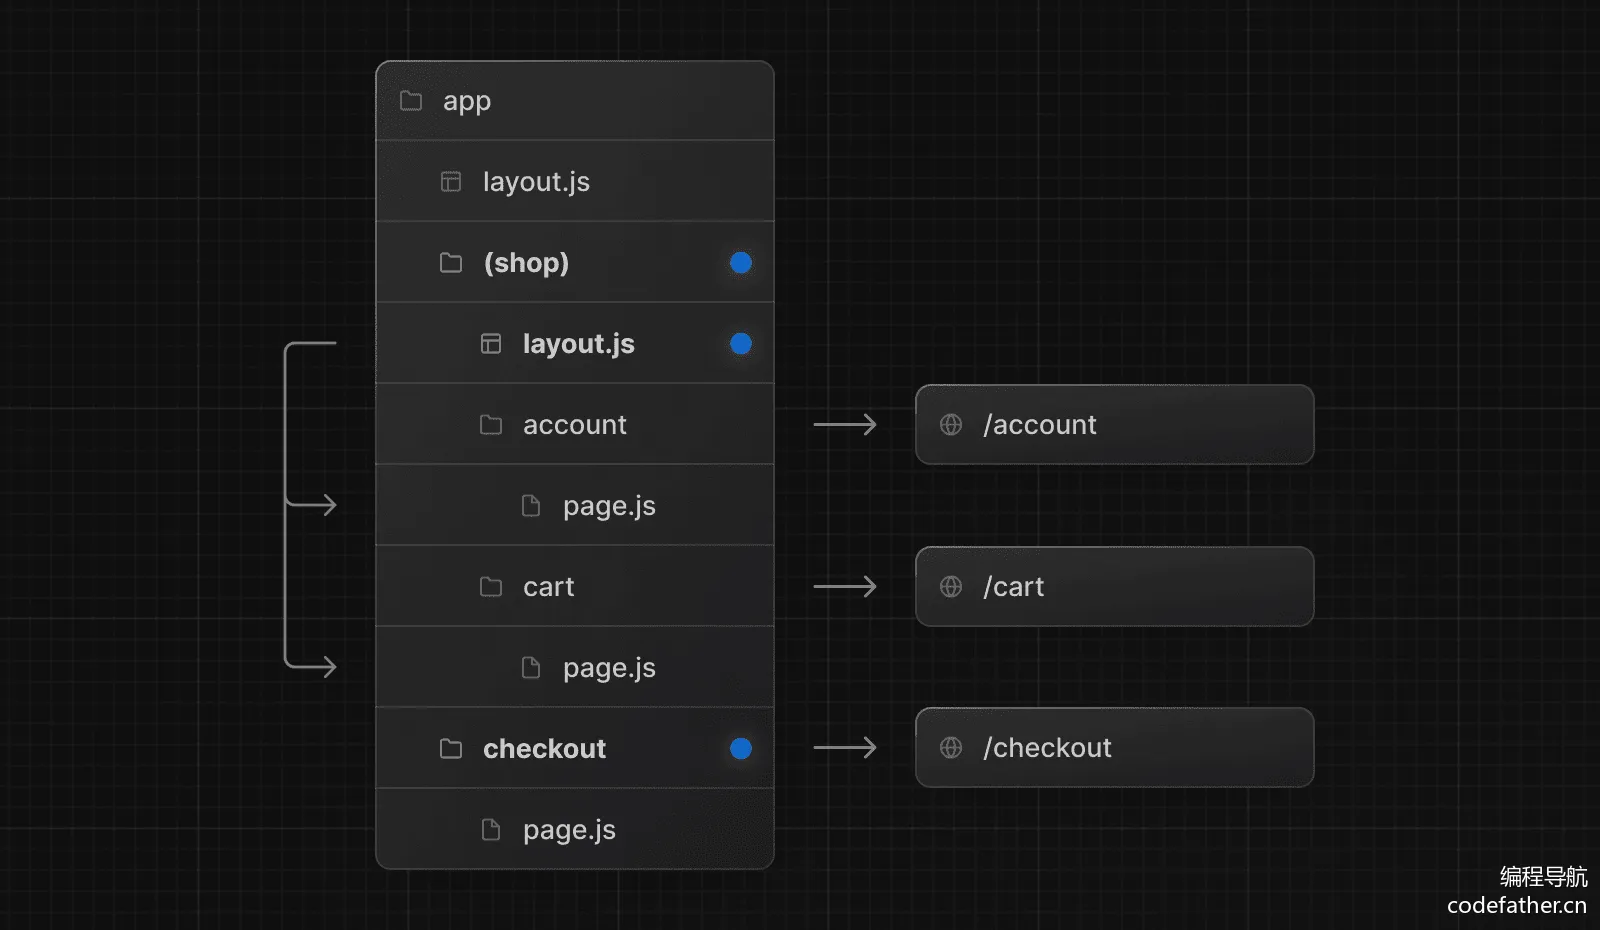 app
layout.js
(shop)
layout.js
account
/account
page.js
cart
/cart
page.js
checkout
/checkout
page.js
编程导航
codefather.cn